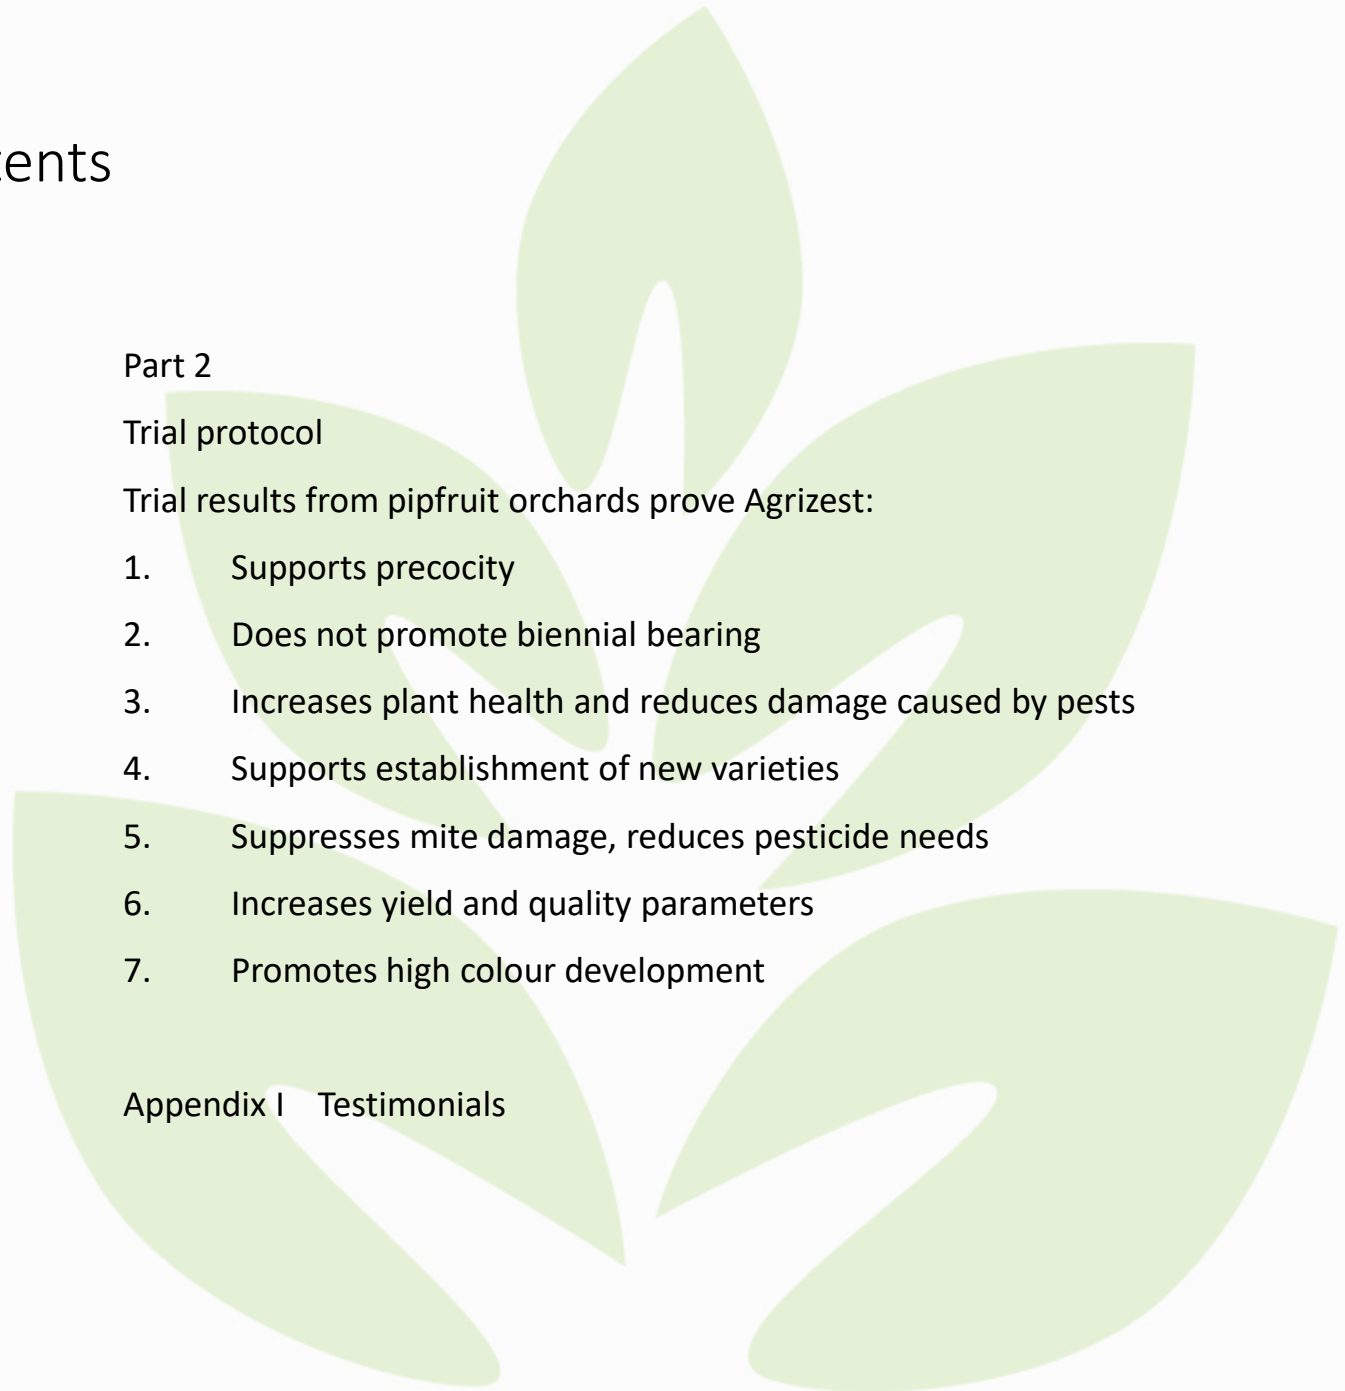 tents
Part 2
Trial protocol
Trial results from pipfruit orchards prove Agrizest:
1. Supports precocity
2. Does not promote biennial bearing
3. Increases plant health and reduces damage caused by pests
4. Supports establishment of new varieties
5. Suppresses mite damage, reduces pesticide needs
6. Increases yield and quality parameters
7. Promotes high colour development
Appendix I Testimonials